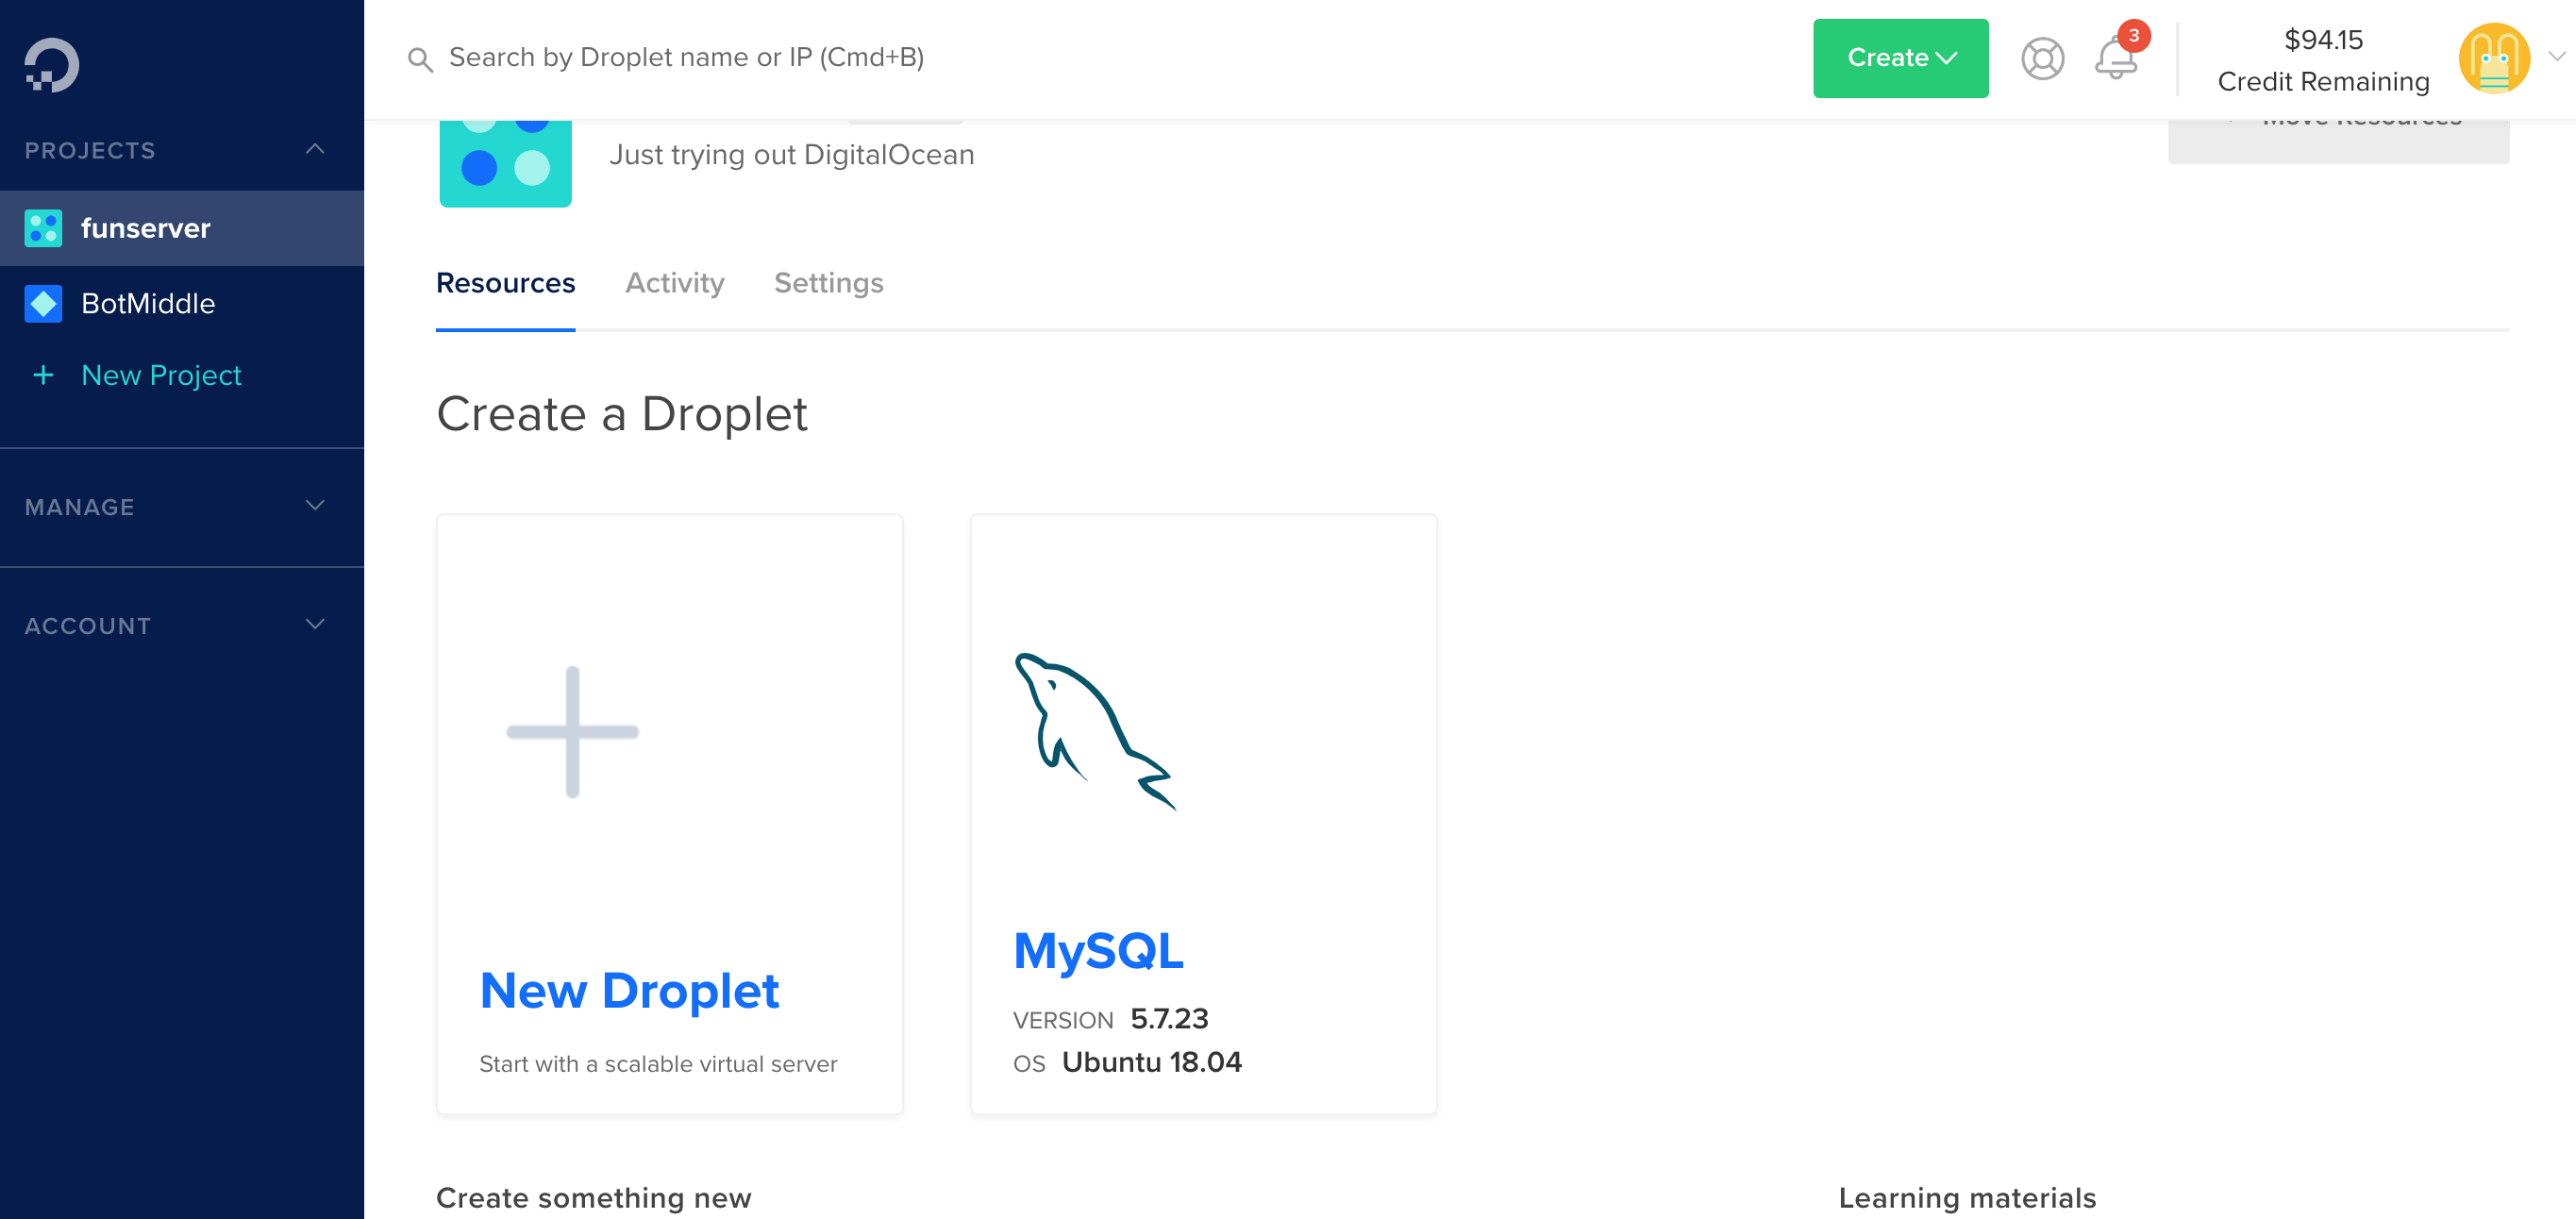 Search by Droplet name or IP (Cmd+B)
Create
3
$94.15
Credit Remaining
PROJECTS
funserver
BotMiddle
+ New Project
MANAGE
ACCOUNT
Move Resources
Just trying out DigitalOcean
Resources
Activity
Settings
Create a Droplet
New Droplet
Start with a scalable virtual server
MySQL
VERSION 5.7.23
OS Ubuntu 18.04
Create something new
Learning materials